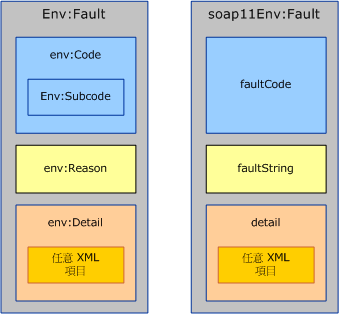 Env:Fault
env:Code
Env:Subcode
env:Reason
env:Detail
任意 XML
項目
soap11Env:Fault
faultCode
faultString
detail
任意 XML
項目